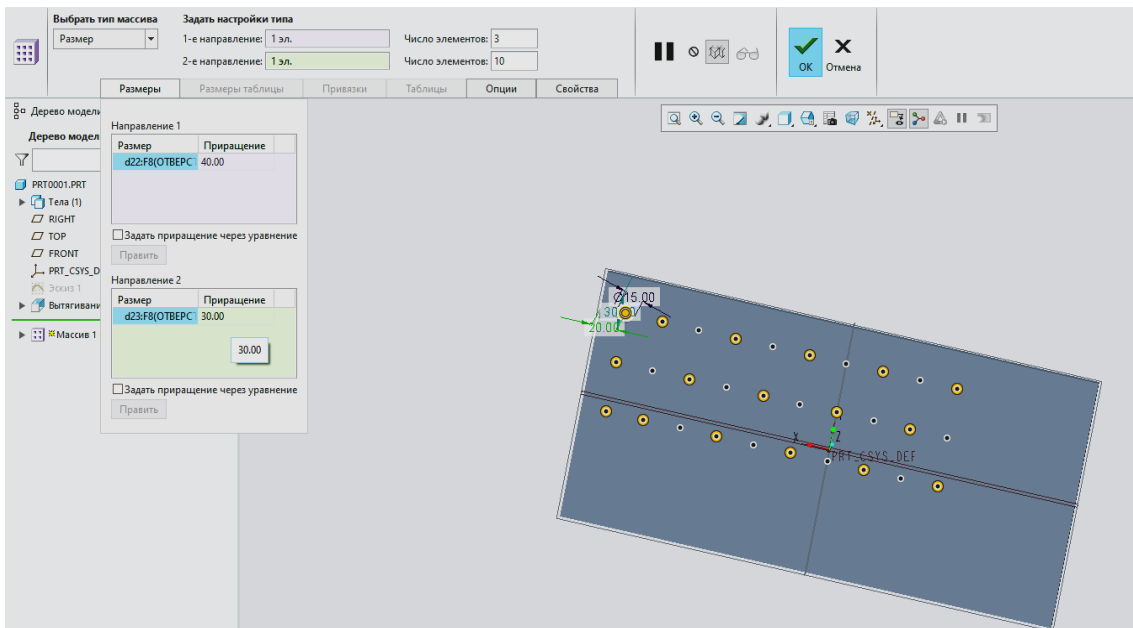 Выбрать тип массива
Задать настройки типа
Размер
1-е направление: 1 эл.
Число элементов: 3
2-е направление: 1 эл.
Число элементов: 10
OK
Отмена
Размеры
Размеры таблицы
Привязки
Таблицы
Опции
Свойства
Дерево модели
Дерево модел
PRT0001.PRT
Тела (1)
RIGHT
TOP
FRONT
PRT_CSYS_D
Эскиз 1
Вытягивани
Массив 1
Направление 1
Размер Приращение
d22:F8(ОТВЕРС 40.00
Задать приращение через уравнение
Править
Направление 2
Размер Приращение
d23:F8(ОТВЕРС 30.00
30.00
Задать приращение через уравнение
Править
Ø15.00
20.00
X
Z
PRT_CSYS_DEF